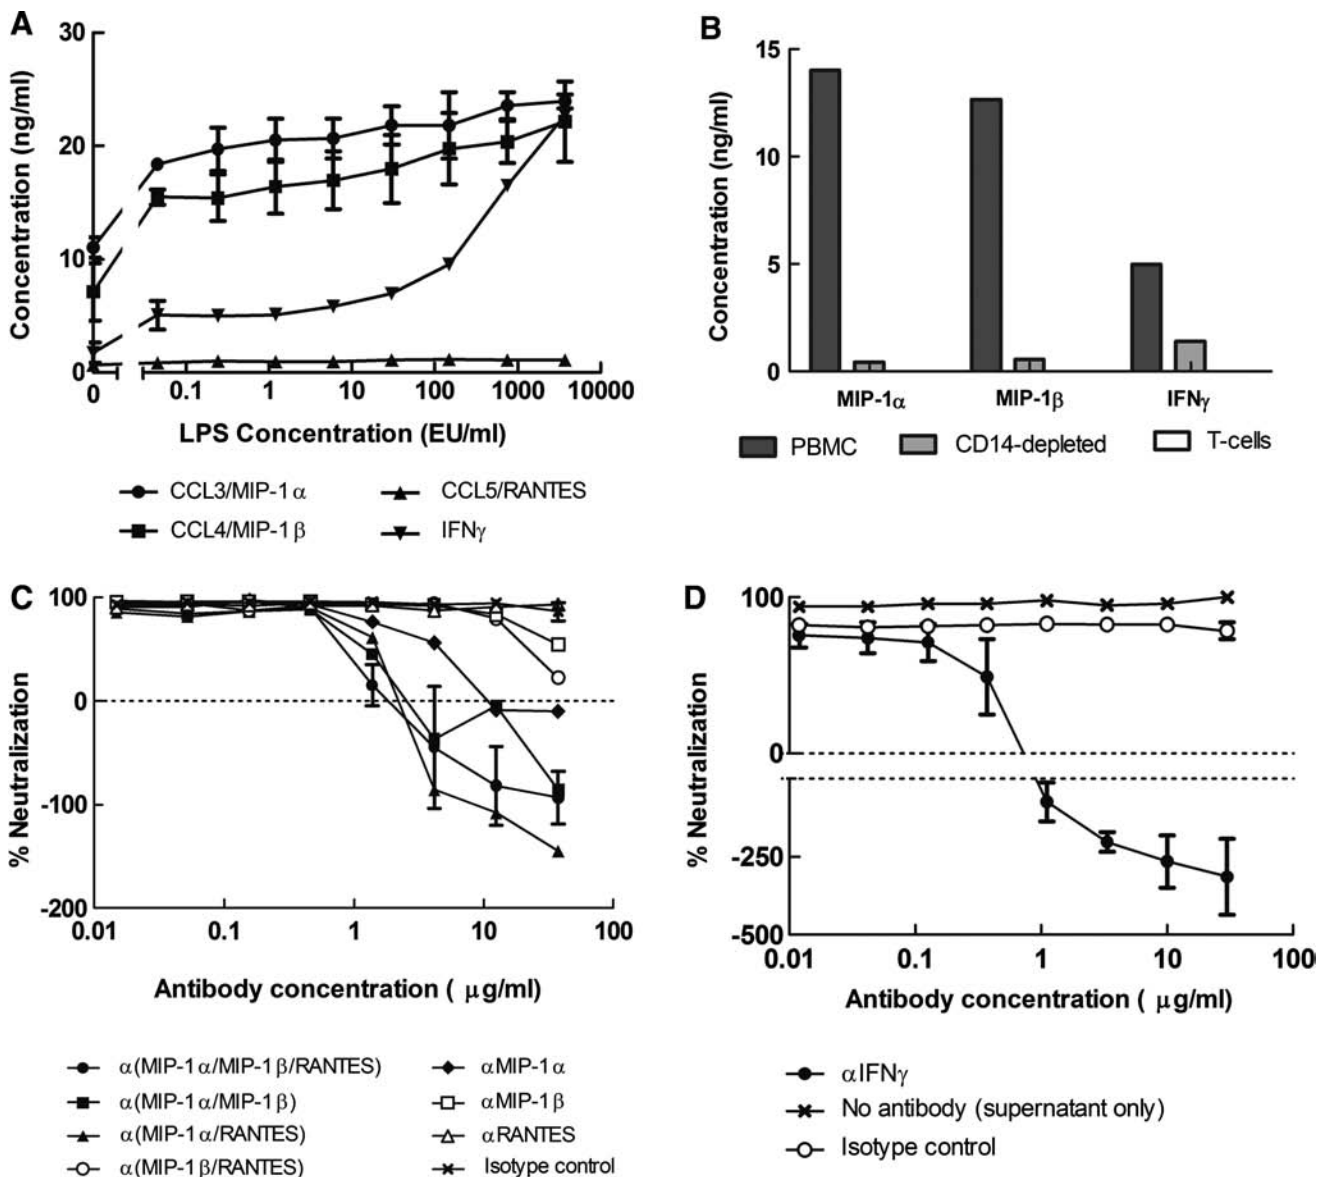 A
30
20
10
0
Concentration (ng/ml)
0 0.1 1 10 100 1000 10000
LPS Concentration (EU/ml)
CCL3/MIP-1α CCL5/RANTES
CCL4/MIP-1β IFNγ
B
15
10
5
0
Concentration (ng/ml)
MIP-1α MIP-1β IFNγ
PBMC CD14-depleted T-cells
C
100
0
-100
-200
% Neutralization
0.01 0.1 1 10 100
Antibody concentration ( μg/ml)
α(MIP-1α/MIP-1β/RANTES) αMIP-1α
α(MIP-1α/MIP-1β) αMIP-1β
α(MIP-1α/RANTES) αRANTES
α(MIP-1β/RANTES) Isotype control
D
100
0
-250
-500
% Neutralization
0.01 0.1 1 10 100
Antibody concentration ( μg/ml)
αIFNγ
No antibody (supernatant only)
Isotype control